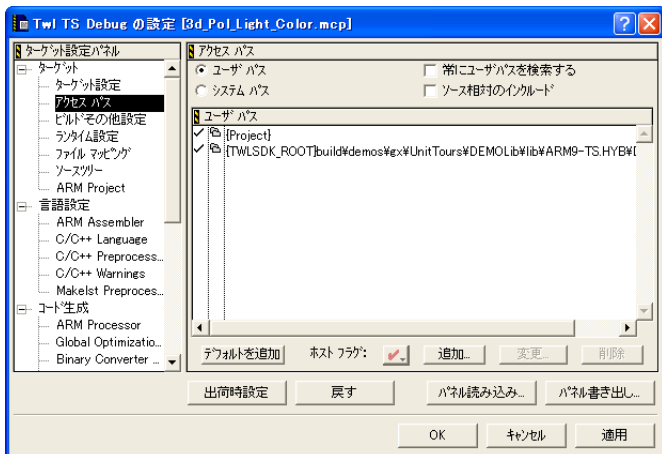 Twl TS Debug の設定 [3d_Pol_Light_Color.mcp]
ターゲット設定パネル
ターゲット
ターゲット設定
アクセス パス
ビルドその他設定
ランタイム設定
ファイル マッピング
ソースツリー
ARM Project
言語設定
ARM Assembler
C/C++ Language
C/C++ Preprocess...
C/C++ Warnings
Makelst Preproces...
コード生成
ARM Processor
Global Optimizatio...
Binary Converter ...
アクセス パス
ユーザ パス
常にユーザパスを検索する
システム パス
ソース相対のインクルード
ユーザ パス
{Project}
{TWLSDK_ROOT}build¥demos¥gx¥UnitTours¥DEMOLib¥lib¥ARM9-TS.HYB¥
デフォルトを追加
ホスト フラグ:
追加...
変更...
削除
出荷時設定
戻す
パネル読み込み...
パネル書き出し...
OK
キャンセル
適用